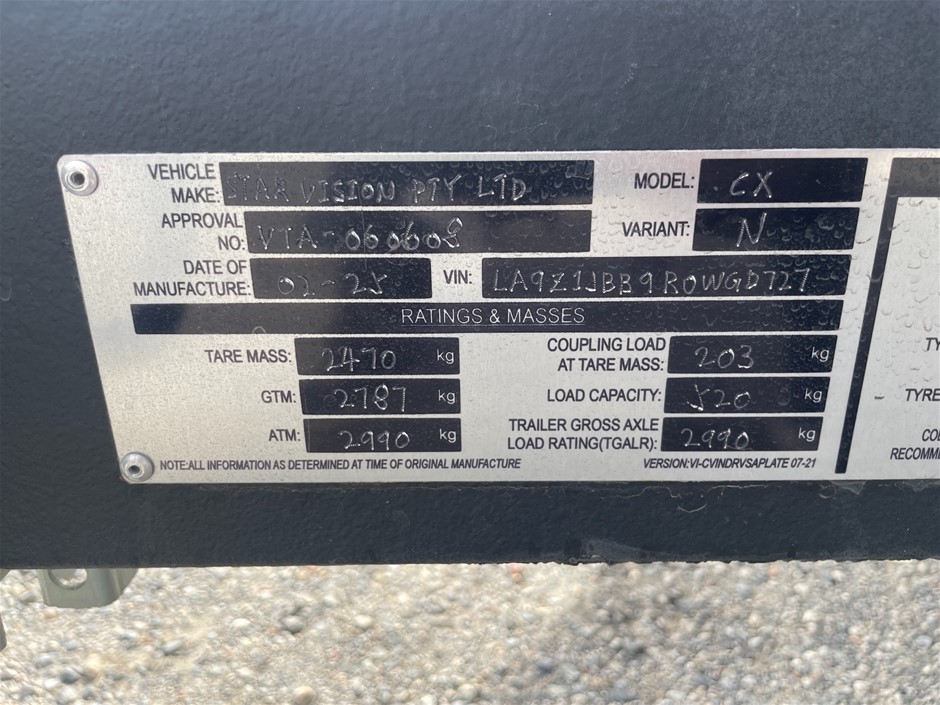 VEHICLE MAKE: STAR VISION PTY LTD MODEL: CX
APPROVAL NO: VTA-060608 VARIANT: N
DATE OF MANUFACTURE: 02-25 VIN: LA9Z1JBB9R0WGD727
RATINGS & MASSES
TARE MASS: 2470 kg COUPLING LOAD AT TARE MASS: 203 kg
GTM: 2787 kg LOAD CAPACITY: 520 kg
ATM: 2990 kg TRAILER GROSS AXLE LOAD RATING(TGALR): 2990 kg
NOTE:ALL INFORMATION AS DETERMINED AT TIME OF ORIGINAL MANUFACTURE VERSION:VI-CVINDRVSAPLATE 07-21
TYRE